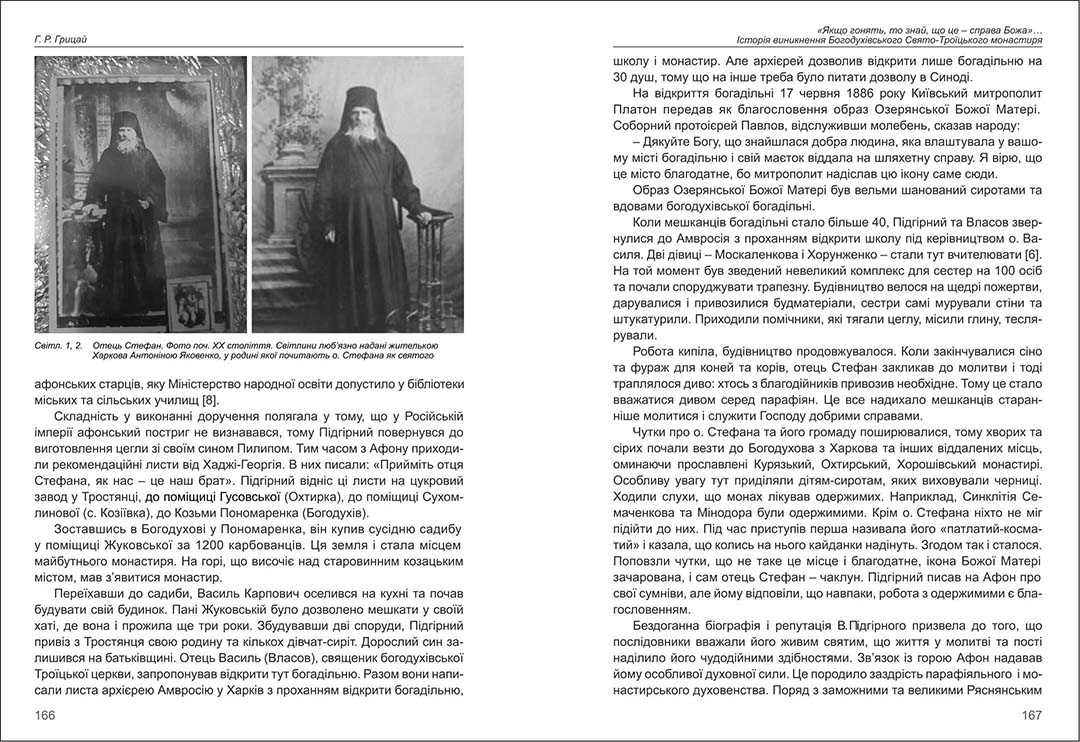 Г. Р. Грицай
афонських старців, яку Міністерство народної освіти допустило у бібліотеки
міських та сільських училищ [8].
Складність у виконанні доручення полягала у тому, що у Російській
імперії афонський постриг не визнавався, тому Підгірний повернувся до
виготовлення цегли зі своїм сином Пилипом. Тим часом з Афону приходи-
ли рекомендаційні листи від Хаджі-Георгія. В них писали: «Прийміть отця
Стефана, як нас – це наш брат». Підгірний відніс ці листи на цукровий
завод у Тростянці, до поміщиці Гусовської (Охтирка), до поміщиці Сухом-
линової (с. Козіївка), до Козьми Пономаренка (Богодухів).
Зоставшись в Богодухові у Пономаренка, він купив сусідню садибу
у поміщиці Жуковської за 1200 карбованців. Ця земля і стала місцем
майбутнього монастиря. На горі, що височіє над старовинним козацьким
містом, мав з’явитися монастир.
Переїхавши до садиби, Василь Карпович оселився на кухні та почав
будувати свій будинок. Пані Жуковській було дозволено мешкати у своїй
хаті, де вона і прожила ще три роки. Збудувавши дві споруди, Підгірний
привіз з Тростянця свою родину та кількох дівчат-сиріт. Дорослий син за-
лишився на батьківщині. Отець Василь (Власов), священик богодухівської
Троїцької церкви, запропонував відкрити тут богадільню. Разом вони напи-
сали листа архієрею Амвросію у Харків з проханням відкрити богадільню,
Світл. 1, 2. Отець Стефан. Фото поч. ХХ століття. Світлини люб’язно надані жителькою
Харкова Антоніною Яковенко, у родині якої почитають о. Стефана як святого
166
«Якщо гонять, то знай, що це – справа Божа»…
Історія виникнення Богодухівського Свято-Троїцького монастиря
школу і монастир. Але архієрей дозволив відкрити лише богадільню на
30 душ, тому що на інше треба було питати дозволу в Синоді.
На відкриття богадільні 17 червня 1886 року Київський митрополит
Платон передав як благословення образ Озерянської Божої Матері.
Соборний протоієрей Павлов, відслуживши молебень, сказав народу:
– Дякуйте Богу, що знайшлася добра людина, яка влаштувала у вашо-
му місті богадільню і свій маєток віддала на шляхетну справу. Я вірю, що
це місто благодатне, бо митрополит надіслав цю ікону саме сюди.
Образ Озерянської Божої Матері був вельми шанований сиротами та
вдовами богодухівської богадільні.
Коли мешканців богадільні стало більше 40, Підгірний та Власов звер-
нулися до Амвросія з проханням відкрити школу під керівництвом о. Ва-
силя. Дві дівиці – Москаленкова і Хорунженко – стали тут вчителювати [6].
На той момент був зведений невеликий комплекс для сестер на 100 осіб
та почали споруджувати трапезну. Будівництво велося на щедрі пожертви,
дарувалися і привозилися будматеріали, сестри самі мурували стіни та
штукатурили. Приходили помічники, які тягали цеглу, місили глину, тесля-
рували.
Робота кипіла, будівництво продовжувалося. Коли закінчувалися сіно
та фураж для коней та корів, отець Стефан закликав до молитви і тоді
траплялося диво: хтось з благодійників привозив необхідне. Тому це стало
вважатися дивом серед парафіян. Це все надихало мешканців старан-
ніше молитися і служити Господу добрими справами.
Чутки про о. Стефана та його громаду поширювалися, тому хворих та
сірих почали везти до Богодухова з Харкова та інших віддалених місць,
оминаючи прославлені Курязький, Охтирський, Хорошівський монастирі.
Особливу увагу тут приділяли дітям-сиротам, яких виховували черниці.
Ходили слухи, що монах лікував одержимих. Наприклад, Синклітія Се-
маченкова та Мінодора були одержимими. Крім о. Стефана ніхто не міг
підійти до них. Під час приступів перша називала його «патлатий-косма-
тий» і казала, що колись на нього кайданки надінуть. Згодом так і сталося.
Поповзли чутки, що не таке це місце і благодатне, ікона Божої Матері
зачарована, і сам отець Стефан – чаклун. Підгірний писав на Афон про
свої сумніви, але йому відповіли, що навпаки, робота з одержимими є бла-
гословенням.
Бездоганна біографія і репутація В.Підгірного призвела до того, що
послідовники вважали його живим святим, що життя у молитві та пості
наділило його чудодійними здібностями. Зв’язок із горою Афон надавав
йому особливої духовної сили. Це породило заздрість парафіяльного і мо-
настирського духовенства. Поряд з заможними та великими Ряснянським
167